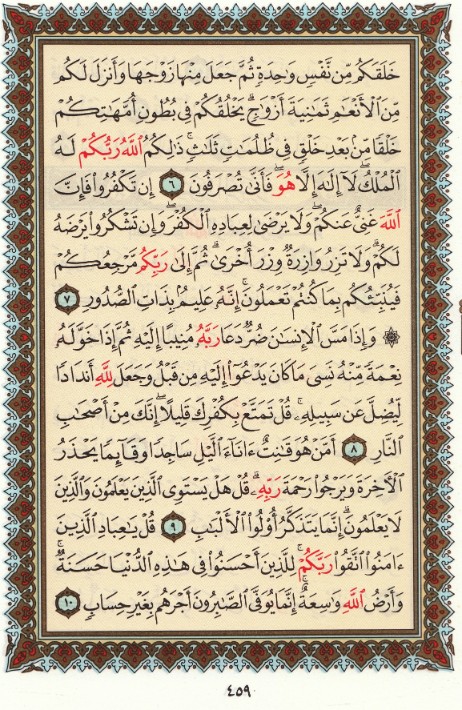 خَلَقَكُم مِّن نَّفْسٍ وَٰحِدَةٍ ثُمَّ جَعَلَ مِنْهَا زَوْجَهَا وَأَنزَلَ لَكُم
مِّنَ ٱلْأَنْعَٰمِ ثَمَٰنِيَةَ أَزْوَٰجٍ ۚ يَخْلُقُكُمْ فِى بُطُونِ أُمَّهَٰتِكُمْ
خَلْقًا مِّنۢ بَعْدِ خَلْقٍ فِى ظُلُمَٰتٍ ثَلَٰثٍ ۚ ذَٰلِكُمُ ٱللَّهُ رَبُّكُمْ لَهُ
ٱلْمُلْكُ ۖ لَآ إِلَٰهَ إِلَّا هُوَ ۖ فَأَنَّىٰ تُصْرَفُونَ ٦ إِن تَكْفُرُوا۟ فَإِنَّ
ٱللَّهَ غَنِىٌّ عَنكُمْ ۖ وَلَا يَرْضَىٰ لِعِبَادِهِ ٱلْكُفْرَ ۖ وَإِن تَشْكُرُوا۟ يَرْضَهُ
لَكُمْ ۗ وَلَا تَزِرُ وَازِرَةٌ وِزْرَ أُخْرَىٰ ۗ ثُمَّ إِلَىٰ رَبِّكُم مَّرْجِعُكُمْ
فَيُنَبِّئُكُم بِمَا كُنتُمْ تَعْمَلُونَ ۚ إِنَّهُۥ عَلِيمٌۢ بِذَاتِ ٱلصُّدُورِ ٧
۞ وَإِذَا مَسَّ ٱلْإِنسَٰنَ ضُرٌّ دَعَا رَبَّهُۥ مُنِيبًا إِلَيْهِ ثُمَّ إِذَا خَوَّلَهُۥ
نِعْمَةً مِّنْهُ نَسِىَ مَا كَانَ يَدْعُوٓا۟ إِلَيْهِ مِن قَبْلُ وَجَعَلَ لِلَّهِ أَندَادًا
لِّيُضِلَّ عَن سَبِيلِهِۦ ۚ قُلْ تَمَتَّعْ بِكُفْرِكَ قَلِيلًا ۖ إِنَّكَ مِنْ أَصْحَٰبِ
ٱلنَّارِ ٨ أَمَّنْ هُوَ قَٰنِتٌ ءَانَآءَ ٱلَّيْلِ سَاجِدًا وَقَآئِمًا يَحْذَرُ
ٱلْءَاخِرَةَ وَيَرْجُوا۟ رَحْمَةَ رَبِّهِۦ ۗ قُلْ هَلْ يَسْتَوِى ٱلَّذِينَ يَعْلَمُونَ وَٱلَّذِينَ
لَا يَعْلَمُونَ ۗ إِنَّمَا يَتَذَكَّرُ أُو۟لُوا۟ ٱلْأَلْبَٰبِ ٩ قُلْ يَٰعِبَادِ ٱلَّذِينَ
ءَامَنُوا۟ ٱتَّقُوا۟ رَبَّكُمْ ۚ لِلَّذِينَ أَحْسَنُوا۟ فِى هَٰذِهِ ٱلدُّنْيَا حَسَنَةٌ ۗ
وَأَرْضُ ٱللَّهِ وَٰسِعَةٌ ۗ إِنَّمَا يُوَفَّى ٱلصَّٰبِرُونَ أَجْرَهُم بِغَيْرِ حِسَابٍ ١٠
٤٥٩